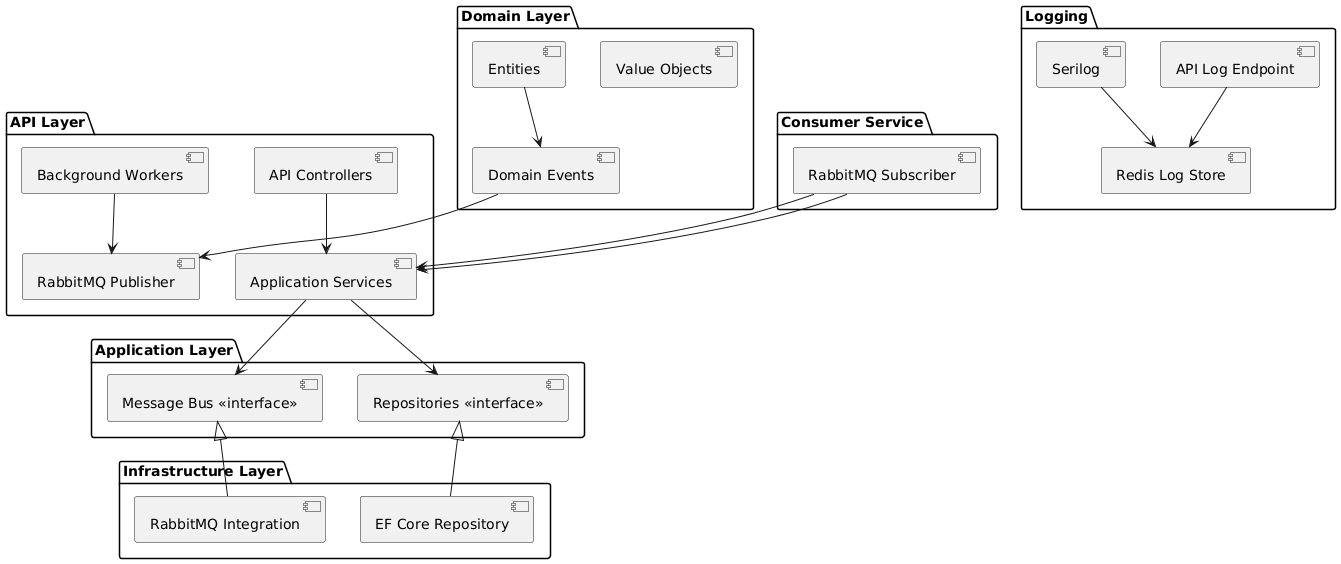 Domain Layer
Entities
Value Objects
Domain Events
Logging
Serilog
API Log Endpoint
Redis Log Store
API Layer
Background Workers
API Controllers
RabbitMQ Publisher
Application Services
Consumer Service
RabbitMQ Subscriber
Application Layer
Message Bus «interface»
Repositories «interface»
Infrastructure Layer
RabbitMQ Integration
EF Core Repository